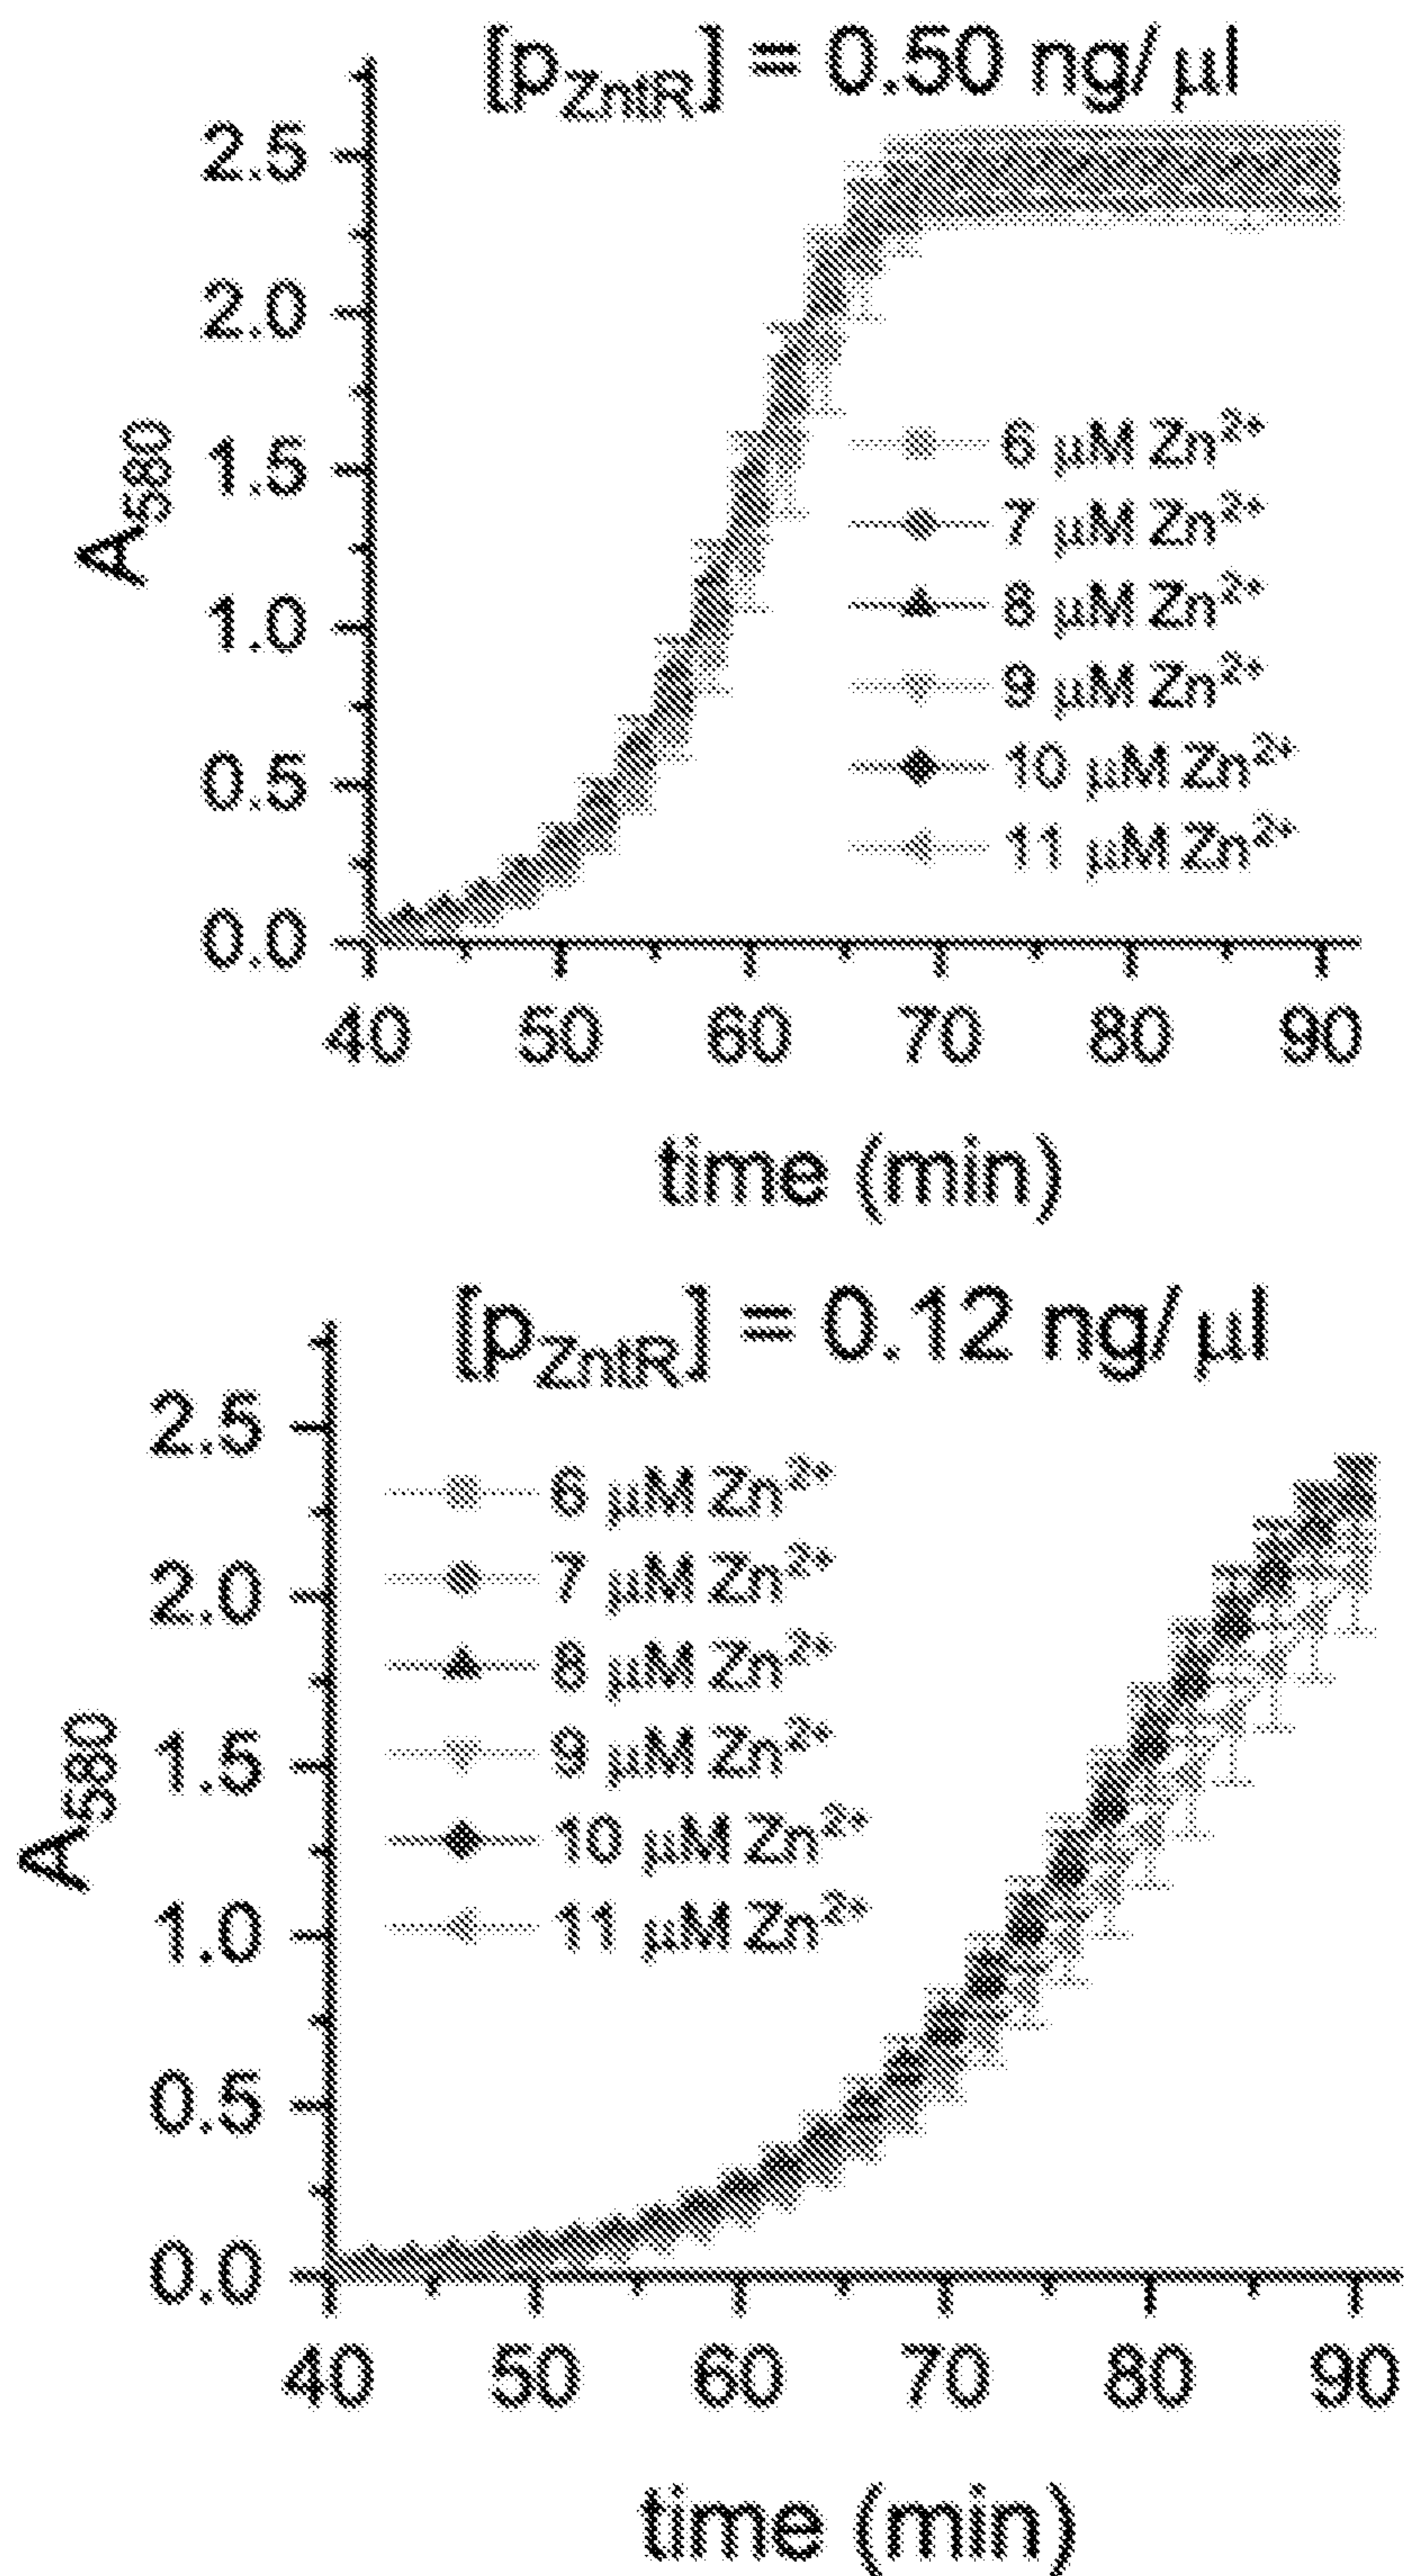 [pZntR] = 0.50 ng/ µl
2.5
2.0
1.5
1.0
0.5
0.0
A580
6 µM Zn2+
7 µM Zn2+
8 µM Zn2+
9 µM Zn2+
10 µM Zn2+
11 µM Zn2+
40 50 60 70 80 90
time (min)
[pZntR] = 0.12 ng/ µl
2.5
2.0
1.5
1.0
0.5
0.0
A580
6 µM Zn2+
7 µM Zn2+
8 µM Zn2+
9 µM Zn2+
10 µM Zn2+
11 µM Zn2+
40 50 60 70 80 90
time (min)